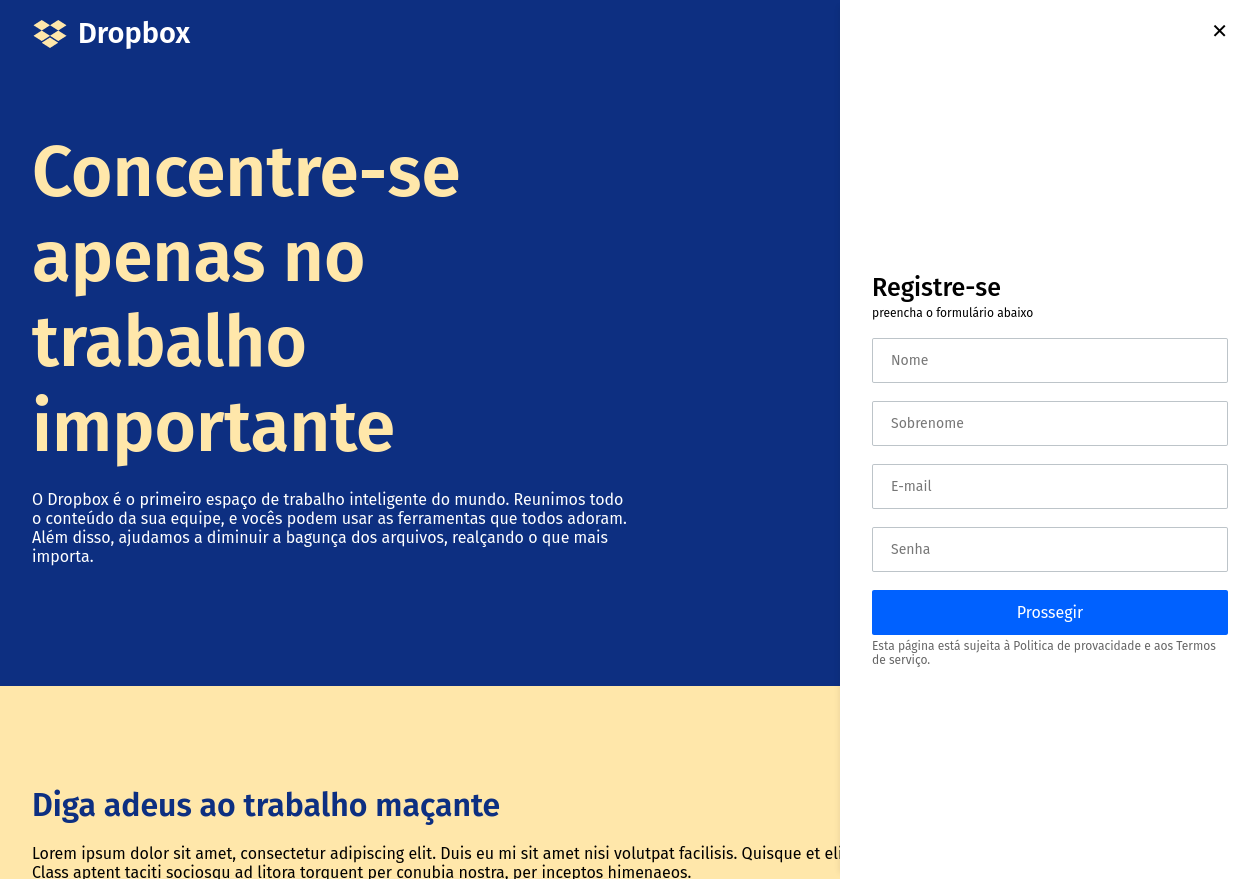 Dropbox
Concentre-se
apenas no
trabalho
importante
O Dropbox é o primeiro espaço de trabalho inteligente do mundo. Reunimos todo
o conteúdo da sua equipe, e vocês podem usar as ferramentas que todos adoram.
Além disso, ajudamos a diminuir a bagunça dos arquivos, realçando o que mais
importa.
Diga adeus ao trabalho maçante
Lorem ipsum dolor sit amet, consectetur adipiscing elit. Duis eu mi sit amet nisi volutpat facilisis. Quisque et
Class aptent taciti sociosqu ad litora torquent per conubia nostra, per inceptos himenaeos.
×
Registre-se
preencha o formulário abaixo
Nome
Sobrenome
E-mail
Senha
Prossegir
Esta página está sujeita à Politica de provacidade e aos Termos
de serviço.